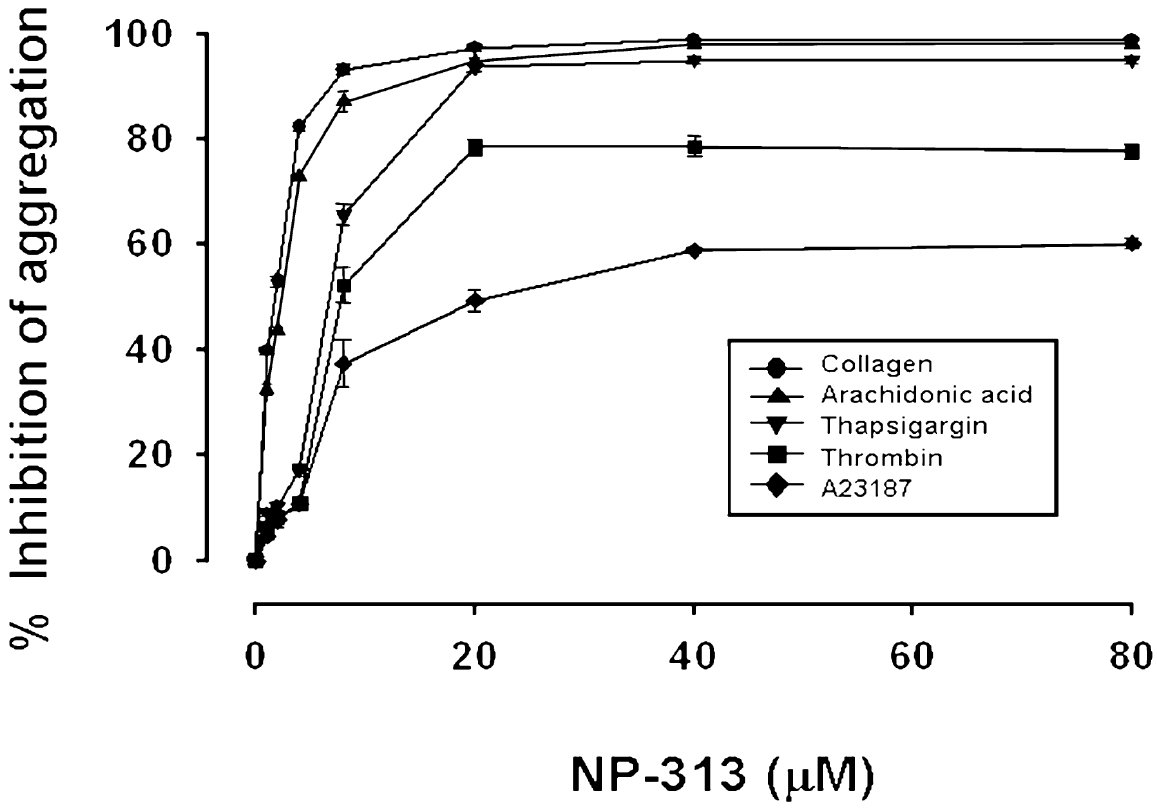 % Inhibition of aggregation
100
80
60
40
20
0
Collagen
Arachidonic acid
Thapsigargin
Thrombin
A23187
0 20 40 60 80
NP-313 (μM)